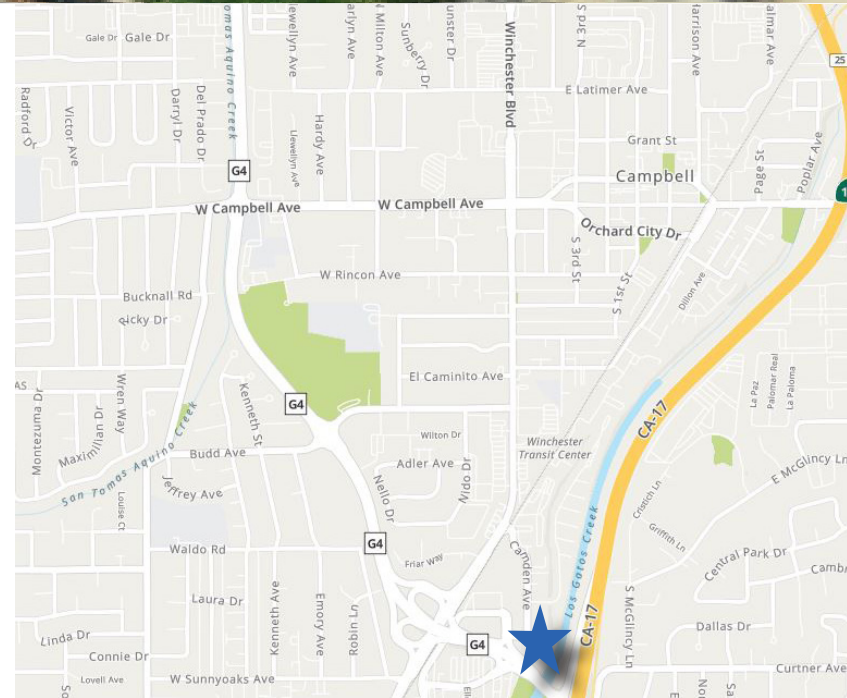 Gale Dr
Gale Dr
Tomas Aquino Creek
Llewellyn Ave
Milton Ave
Sunberry Dr
Winchester Blvd
S 3rd St
Harrison Ave
E Latimer Ave
25
Radford Dr
Victor Ave
Darryl Dr
Del Prado Dr
Llewellyn Ave
Hardy Ave
Grant St
Page St
Poplar Ave
G4
Campbell
W Campbell Ave
W Campbell Ave
Orchard City Dr
S 3rd St
W Rincon Ave
S 1st St
Dillon Ave
Bucknall Rd
Ricky Dr
El Caminito Ave
La Paz
Palomar Real
La Paloma
AS
Montezuma Dr
Wren Way
Maximilian Dr
Kenneth St
G4
CA-17
Budd Ave
Wilton Dr
Winchester
Transit Center
San Tomas Aquino Creek
Jeffrey Ave
Louise Ct
Adler Ave
Nido Dr
Nello Dr
E McGlincy Ln
Cristich Ln
Griffith Ln
Waldo Rd
G4
Friar Way
Camden Ave
Los Gatos Creek
Central Park Dr
Laura Dr
Kenneth Ave
Emory Ave
Robin Ln
S McGlincy Ln
Dallas Dr
Linda Dr
Connie Dr
G4
CA-17
Lovell Ave
W Sunnyoaks Ave
Curtner Ave